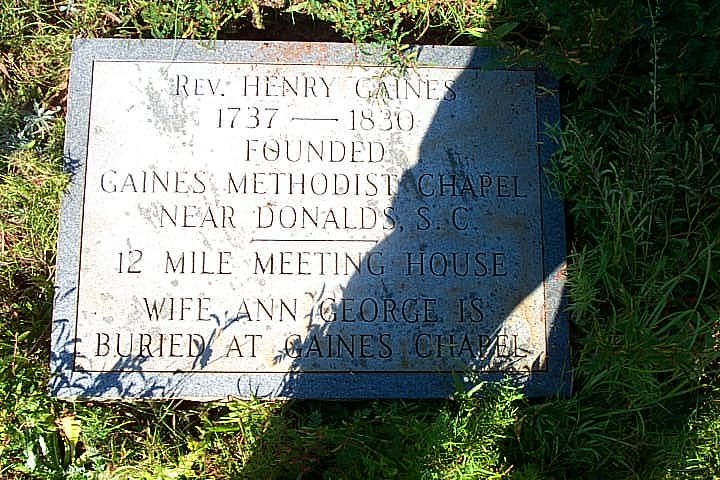 REV. HENRY GAINES
1737 — 1830
FOUNDED
GAINES METHODIST CHAPEL
NEAR DONALDS, S. C.
12 MILE MEETING HOUSE
WIFE ANN GEORGE IS
BURIED AT GAINES CHAPEL